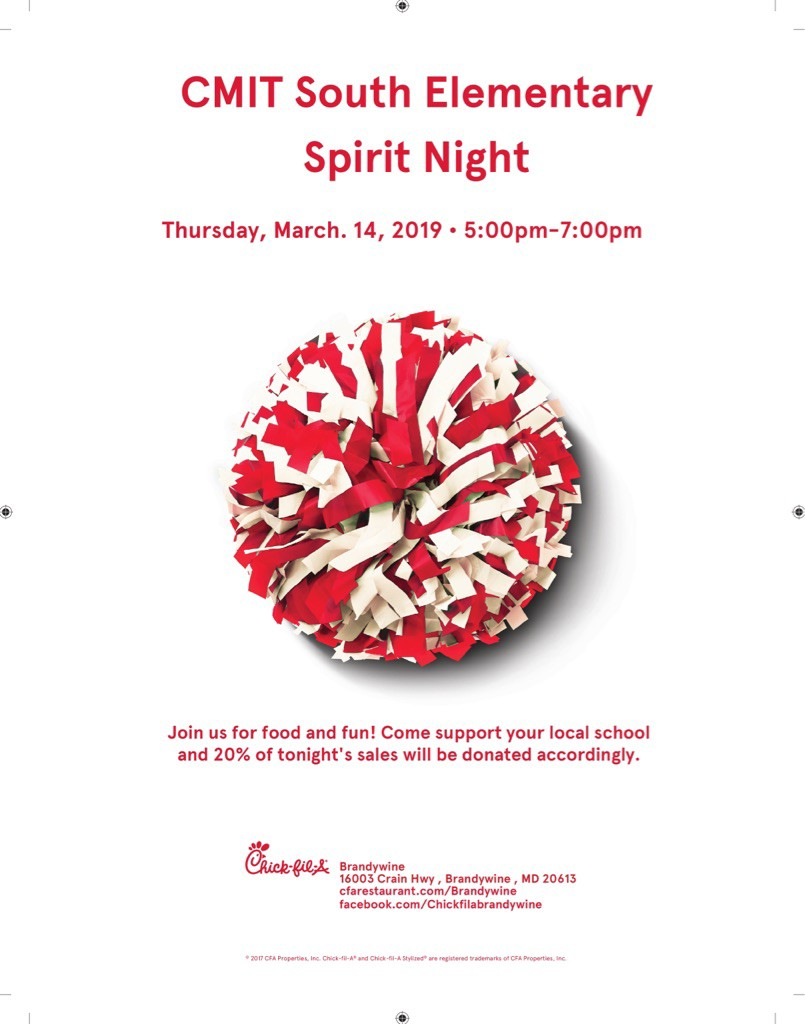 CMIT South Elementary
Spirit Night
Thursday, March. 14, 2019 • 5:00pm-7:00pm
Join us for food and fun! Come support your local school
and 20% of tonight's sales will be donated accordingly.
Chick-fil-A®
Brandywine
16003 Crain Hwy , Brandywine , MD 20613
cfarestaurant.com/Brandywine
facebook.com/Chickfilabrandywine
© 2017 CFA Properties, Inc. Chick-fil-A® and Chick-fil-A Stylized® are registered trademarks of CFA Properties, Inc.